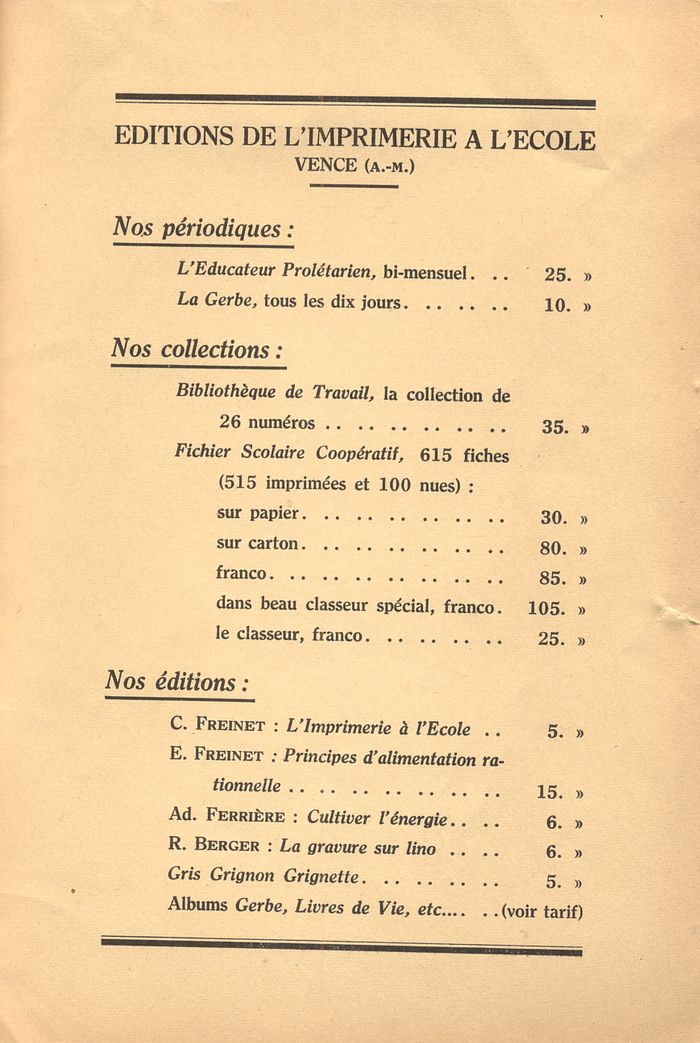 EDITIONS DE L'IMPRIMERIE A L'ECOLE
VENCE (A.-M.)
Nos périodiques :
L'Educateur Prolétarien, bi-mensuel. . .. 25. »
La Gerbe, tous les dix jours. . .. .. .. .. 10. »
Nos collections :
Bibliothèque de Travail, la collection de
26 numéros .. .. .. .. .. .. .. 35. »
Fichier Scolaire Coopératif, 615 fiches
(515 imprimées et 100 nues) :
sur papier. . .. .. .. .. .. .. .. 30. »
sur carton. . .. .. .. .. .. .. .. 80. »
franco. . .. .. .. .. .. .. .. .. 85. »
dans beau classeur spécial, franco. 105. »
le classeur, franco. . .. .. .. .. .. 25. »
Nos éditions :
C. FREINET : L'Imprimerie à l'Ecole .. .. 5. »
E. FREINET : Principes d'alimentation ra-
tionnelle .. .. .. .. .. .. .. .. 15. »
Ad. FERRIÈRE : Cultiver l'énergie.. .. .. 6. »
R. BERGER : La gravure sur lino .. .. .. 6. »
Gris Grignon Grignette. . .. .. .. .. .. 5. »
Albums Gerbe, Livres de Vie, etc.... . ..(voir tarif)